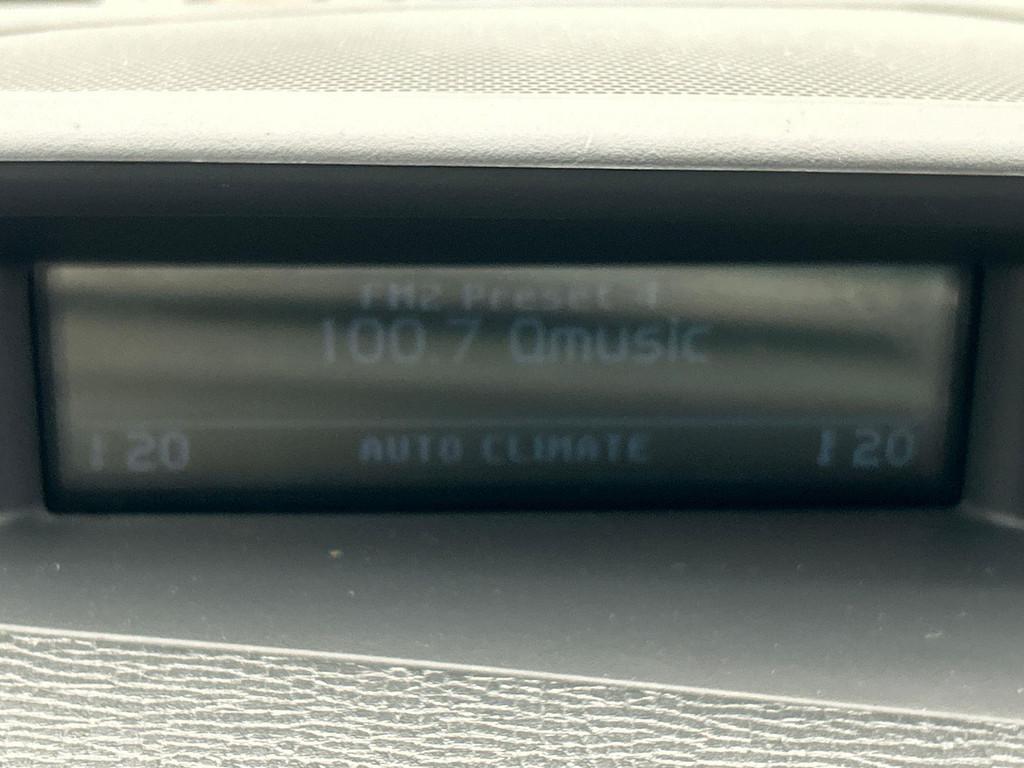 FM2 Preset 4
100.7 Qmusic
20 AUTO CLIMATE 20